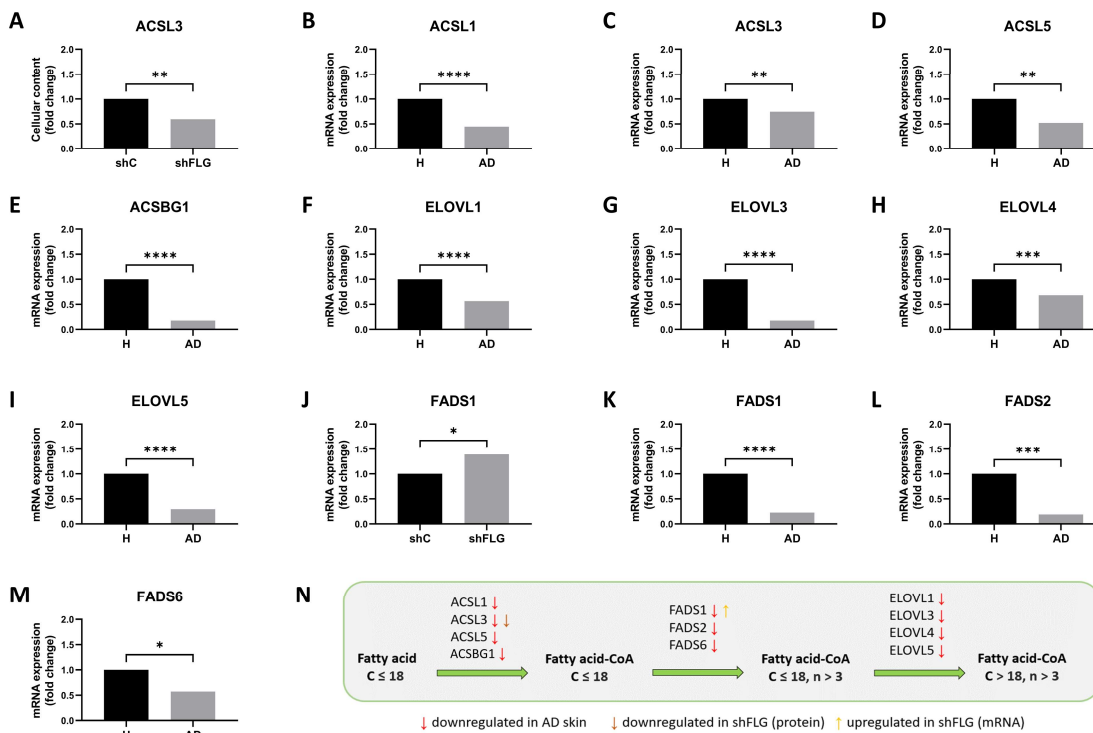 A
ACSL3
Cellular content
(fold change)
2.0
1.5
1.0
0.5
0.0
**
shC
shFLG
B
ACSL1
mRNA expression
(fold change)
2.0
1.5
1.0
0.5
0.0
****
H
AD
C
ACSL3
mRNA expression
(fold change)
2.0
1.5
1.0
0.5
0.0
**
H
AD
D
ACSL5
mRNA expression
(fold change)
2.0
1.5
1.0
0.5
0.0
**
H
AD
E
ACSBG1
mRNA expression
(fold change)
2.0
1.5
1.0
0.5
0.0
****
H
AD
F
ELOVL1
mRNA expression
(fold change)
2.0
1.5
1.0
0.5
0.0
****
H
AD
G
ELOVL3
mRNA expression
(fold change)
2.0
1.5
1.0
0.5
0.0
****
H
AD
H
ELOVL4
mRNA expression
(fold change)
2.0
1.5
1.0
0.5
0.0
***
H
AD
I
ELOVL5
mRNA expression
(fold change)
2.0
1.5
1.0
0.5
0.0
****
H
AD
J
FADS1
mRNA expression
(fold change)
2.0
1.5
1.0
0.5
0.0
*
shC
shFLG
K
FADS1
mRNA expression
(fold change)
2.0
1.5
1.0
0.5
0.0
****
H
AD
L
FADS2
mRNA expression
(fold change)
2.0
1.5
1.0
0.5
0.0
***
H
AD
M
FADS6
mRNA expression
(fold change)
2.0
1.5
1.0
0.5
0.0
*
H
AD
N
Fatty acid
C ≤ 18
ACSL1 ↓
ACSL3 ↓ ↓
ACSL5 ↓
ACSBG1 ↓
Fatty acid-CoA
C ≤ 18
FADS1 ↓ ↑
FADS2 ↓
FADS6 ↓
Fatty acid-CoA
C ≤ 18, n > 3
ELOVL1 ↓
ELOVL3 ↓
ELOVL4 ↓
ELOVL5 ↓
Fatty acid-CoA
C > 18, n > 3
↓ downregulated in AD skin ↓ downregulated in shFLG (protein) ↑ upregulated in shFLG (mRNA)